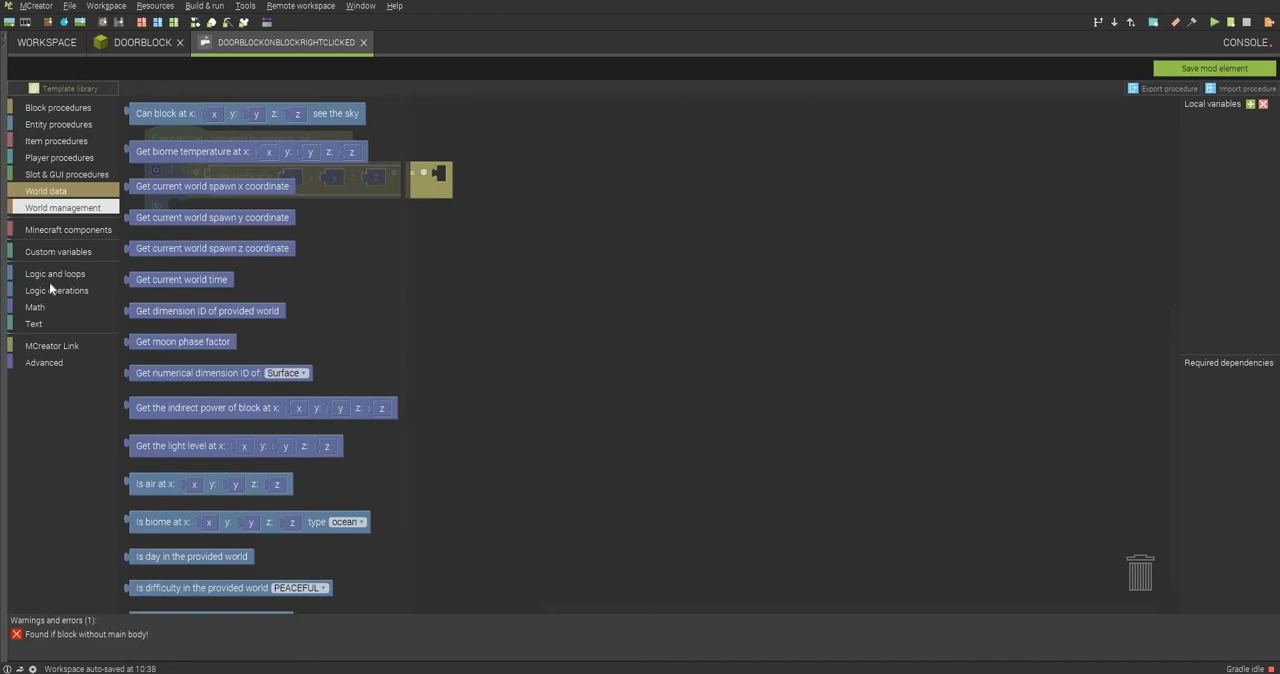 MCreator File Workspace Resources Build & run Tools Remote workspace Window Help
WORKSPACE DOORBLOCK DOORBLOCKONBLOCKRIGHTCLICKED CONSOLE
Save mod element
Template library Export procedure Import procedure
Local variables
Block procedures
Entity procedures
Item procedures
Player procedures
Slot & GUI procedures
World data
World management
Minecraft components
Custom variables
Logic and loops
Logic operations
Math
Text
MCreator Link
Advanced
Can block at x: x y: y z: z see the sky
Get biome temperature at x: x y: y z: z
Get current world spawn x coordinate
Get current world spawn y coordinate
Get current world spawn z coordinate
Get current world time
Get dimension ID of provided world
Get moon phase factor
Get numerical dimension ID of: Surface
Get the indirect power of block at x: x y: y z: z
Get the light level at x: x y: y z: z
Is air at x: x y: y z: z
Is biome at x: x y: y z: z type ocean
Is day in the provided world
Is difficulty in the provided world PEACEFUL
=
do
Required dependencies
Warnings and errors (1):
Found if block without main body!
Workspace auto-saved at 10:38
Gradle idle